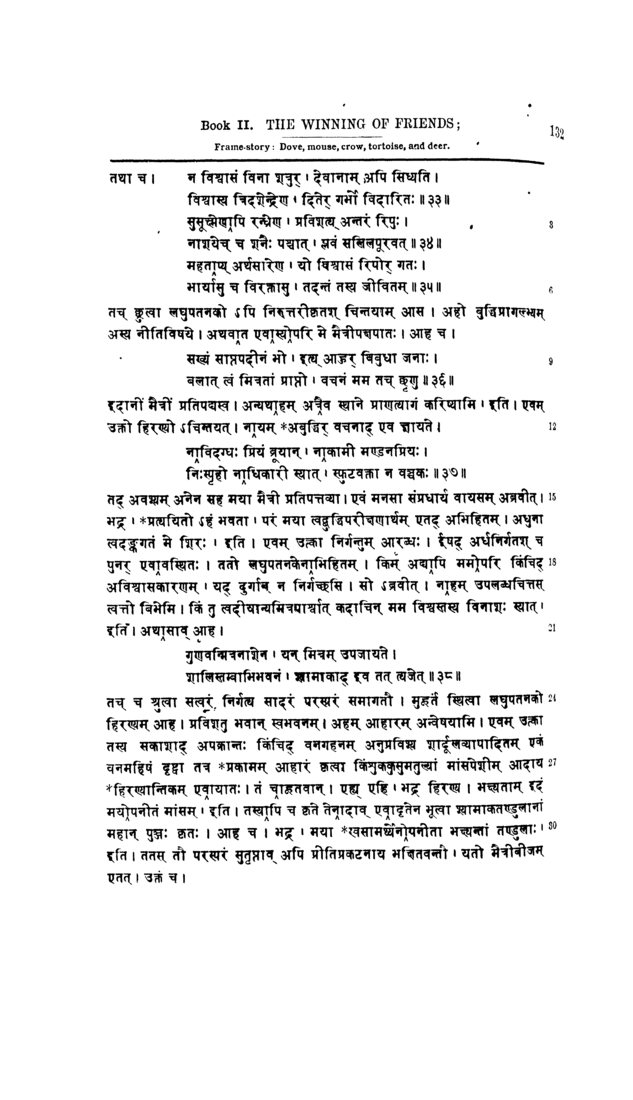 Book II. THE WINNING OF FRIENDS;
132
Frame-story: Dove, mouse, crow, tortoise, and deer.
तथा च। न विश्वासं विना शत्रुर् । देवानाम् अपि सिध्यति।
विश्वास्य त्रिदशेन्द्रेण । दितेर् गर्भो विदारितः॥३३॥
सुसूक्ष्मेणापि रन्ध्रेण । प्रविशत्य् अन्तरं रिपुः। 3
नाशयेच् च शनैः पश्चात् । प्लवं सलिलपूरवत्॥३४॥
महताप्य् अर्थसारेण । यो विश्वासं रिपोर् गतः।
भार्यासु च विरक्तासु । तदन्तं तस्य जीवितम्॥३५॥ 6
तच् छ्रुत्वा लघुपतनको ऽपि निरुत्तरीकृतश् चिन्तयाम् आस। अहो बुद्धिप्रागल्भ्यम्
अस्य नीतिविषये। अथवात एवास्योपरि मे मैत्रीपक्षपातः। आह च।
सख्यं साप्तपदीनं भो । इत्य् आहुर् विबुधा जनाः। 9
बलात् त्वं मित्रतां प्राप्तो । वचनं मम तच् छृणु॥३६॥
इदानीं मैत्रीं प्रतिपद्यस्व। अन्यथाहम् अत्रैव स्थाने प्राणत्यागं करिष्यामि । इति। एवम्
उक्तो हिरण्यो ऽचिन्तयत्। नायम् *अबुद्धिर् वचनाद् एव ज्ञायते। 12
नाविदग्धः प्रियं ब्रूयान् । नाकामी मण्डनप्रियः।
निःस्पृहो नाधिकारी स्यात् । स्फुटवक्ता न वञ्चकः॥३७॥
तद् अवश्यम् अनेन सह मया मैत्री प्रतिपत्तव्या। एवं मनसा संप्रधार्य वायसम् अब्रवीत्। 15
भद्र । *प्रत्ययितो ऽहं भवता। परं मया त्वद्बुद्धिपरीक्षणार्थम् एतद् अभिहितम्। अधुना
त्वदङ्कगतं मे शिरः । इति। एवम् उक्त्वा निर्गन्तुम् आरब्धः। ईषद् अर्धनिर्गतश् च
पुनर् एवावस्थितः। ततो लघुपतनकेनाभिहितम्। किम् अद्यापि ममोपरि किंचिद् 18
अविश्वासकारणम् । यद् दुर्गान् न निर्गच्छसि। सो ऽब्रवीत्। नाहम् उपलब्धचित्तस्
त्वत्तो बिभेमि। किं तु त्वदीयान्यमित्रपार्श्वात् कदाचिन् मम विश्वस्तस्य विनाशः स्यात्।
इति। अथासाव् आह। 21
गुणवन्मित्रनाशेन । यन् मित्रम् उपजायते।
शालिस्तम्बाभिभवनं । श्यामाकाद् इव तत् त्यजेत्॥३८॥
तच् च श्रुत्वा सत्वरं निर्गत्य सादरं परस्परं समागतौ। मुहूर्तं स्थित्वा लघुपतनको 24
हिरण्यम् आह। प्रविशतु भवान् स्वभवनम्। अहम् आहारम् अन्वेषयामि। एवम् उक्त्वा
तस्य सकाशाद् अपक्रान्तः किंचिद् वनगहनम् अनुप्रविश्य शार्दूलव्यापादितम् एकं
वनमहिषं दृष्ट्वा तत्र *प्रकामम् आहारं कृत्वा किंशुककुसुमतुल्यां मांसपेशीम् आदाय 27
*हिरण्यान्तिकम् एवायातः। तं चाहूतवान्। एह्य् एहि । भद्र हिरण्य। भक्ष्यताम् इदं
मयोपनीतं मांसम् । इति। तस्यापि च कृते तेनादाव् एवादृतेन भूत्वा श्यामाकतण्डुलानां
महान् पुञ्जः कृतः। आह च। भद्र । मया *स्वसामर्थ्येनोपनीता भक्ष्यन्तां तण्डुलाः। 30
इति। ततस् तौ परस्परं सुतृप्ताव् अपि प्रीतिप्रकटनाय भक्षितवन्तौ । यतो मैत्रीबीजम्
एतत्। उक्तं च।